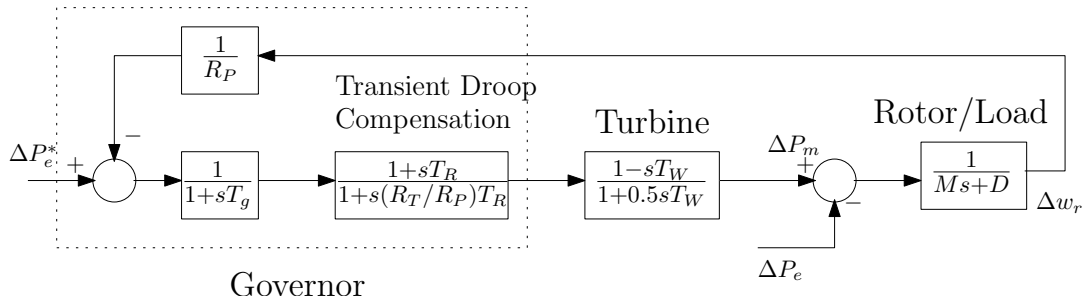 1
R_P
Transient Droop
Compensation
Turbine
Rotor/Load
ΔP_e^*
+
−
1
1+sT_g
1+sT_R
1+s(R_T/R_P)T_R
1−sT_W
1+0.5sT_W
ΔP_m
+
−
1
Ms+D
Δw_r
ΔP_e
Governor